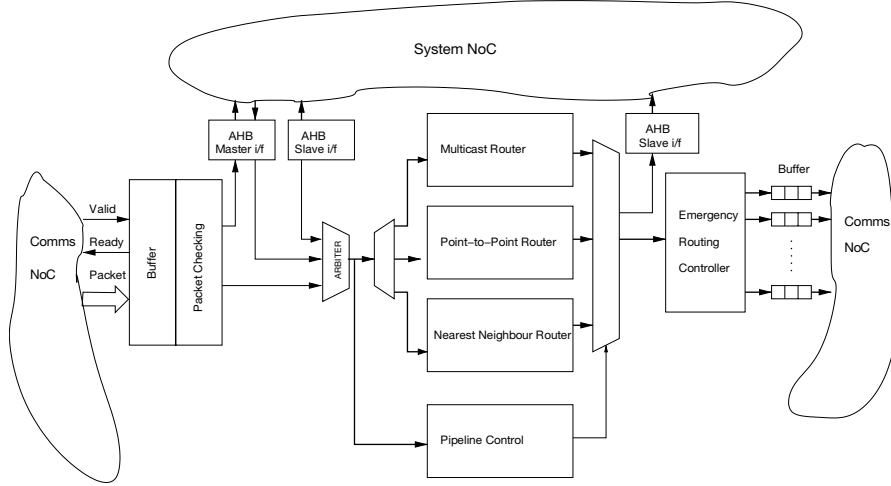 System NoC
AHB
Master i/f
AHB
Slave i/f
AHB
Slave i/f
Multicast Router
Buffer
Valid
Ready
Packet
Comms
NoC
Buffer
Packet Checking
ARBITER
Point-to-Point Router
Emergency
Routing
Controller
Comms
NoC
Nearest Neighbour Router
Pipeline Control